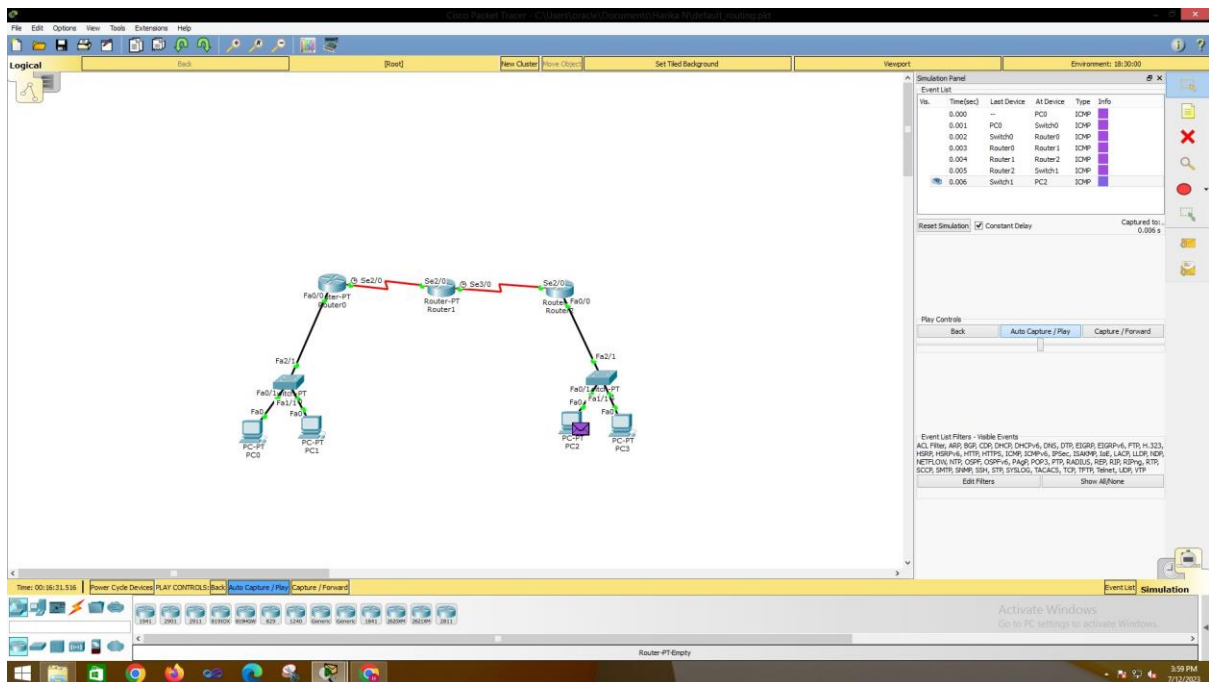 Cisco Packet Tracer - C:\Users\oracle\Documents\Hanika N\default_routing.pkt
File Edit Options View Tools Extensions Help
Logical Back [Root] New Cluster Move Object Set Tiled Background Viewport Environment: 18:30:00
Simulation Panel
Event List
Vis. Time(sec) Last Device At Device Type Info
0.000 -- PC0 ICMP
0.001 PC0 Switch0 ICMP
0.002 Switch0 Router0 ICMP
0.003 Router0 Router1 ICMP
0.004 Router1 Router2 ICMP
0.005 Router2 Switch1 ICMP
0.006 Switch1 PC2 ICMP
Reset Simulation Constant Delay Captured to:
0.006 s
Se2/0 Se2/0 Se3/0 Se2/0
Fa0/0 Router-PT Fa0/0
Router0 Router1
Play Controls
Back Auto Capture / Play Capture / Forward
Fa2/1 Fa2/1
Fa0/1 Fa0/1
Fa1/1 Fa1/1
Fa0 Fa0 Fa0 Fa0
PC-PT PC-PT PC-PT PC-PT
PC0 PC1 PC2 PC3
Event List Filters - Visible Events
ACL Filter, ARP, BGP, CDP, DHCP, DHCPv6, DNS, DTP, EIGRP, EIGRPv6, FTP, H.323,
HSRP, HSRPv6, HTTP, HTTPS, ICMP, ICMPv6, IPSec, ISAKMP, IoE, LACP, LLDP, NDP,
NETFLOW, NTP, OSPF, OSPFv6, PAgP, POP3, PTP, RADIUS, REP, RIP, RIPng, RTP,
SCCP, SMTP, SNMP, SSH, STP, SYSLOG, TACACS, TCP, TFTP, Telnet, UDP, VTP
Edit Filters Show All/None
Time: 00:16:31.516 Power Cycle Devices PLAY CONTROLS: Back Auto Capture / Play Capture / Forward Event List Simulation
1841 2901 2911 819IOX 819HGW 829 1240 Generic Generic 1841 2620XM 2621XM 2811
Activate Windows
Go to PC settings to activate Windows.
Router-PT-Empty
3:59 PM
7/12/2023